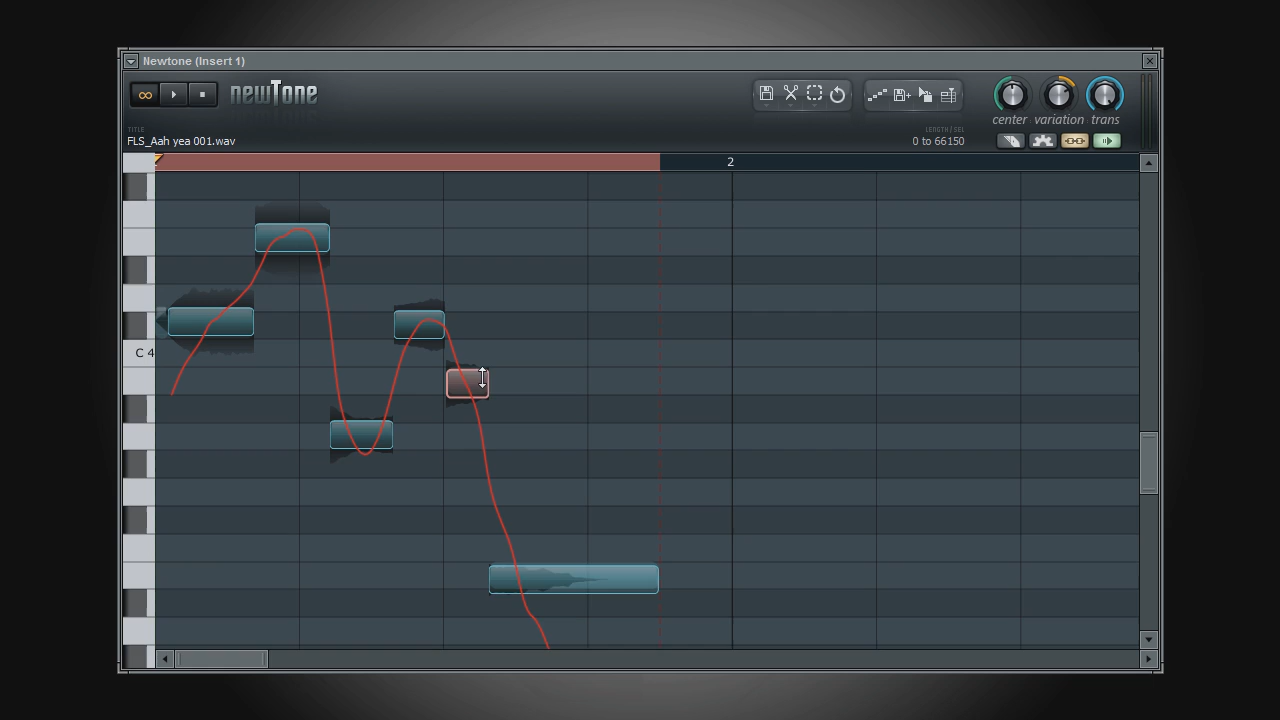 Newtone (Insert 1)
newTone
center variation trans
TITLE
FLS_Aah yea 001.wav
LENGTH / SEL
0 to 66150
2
C 4